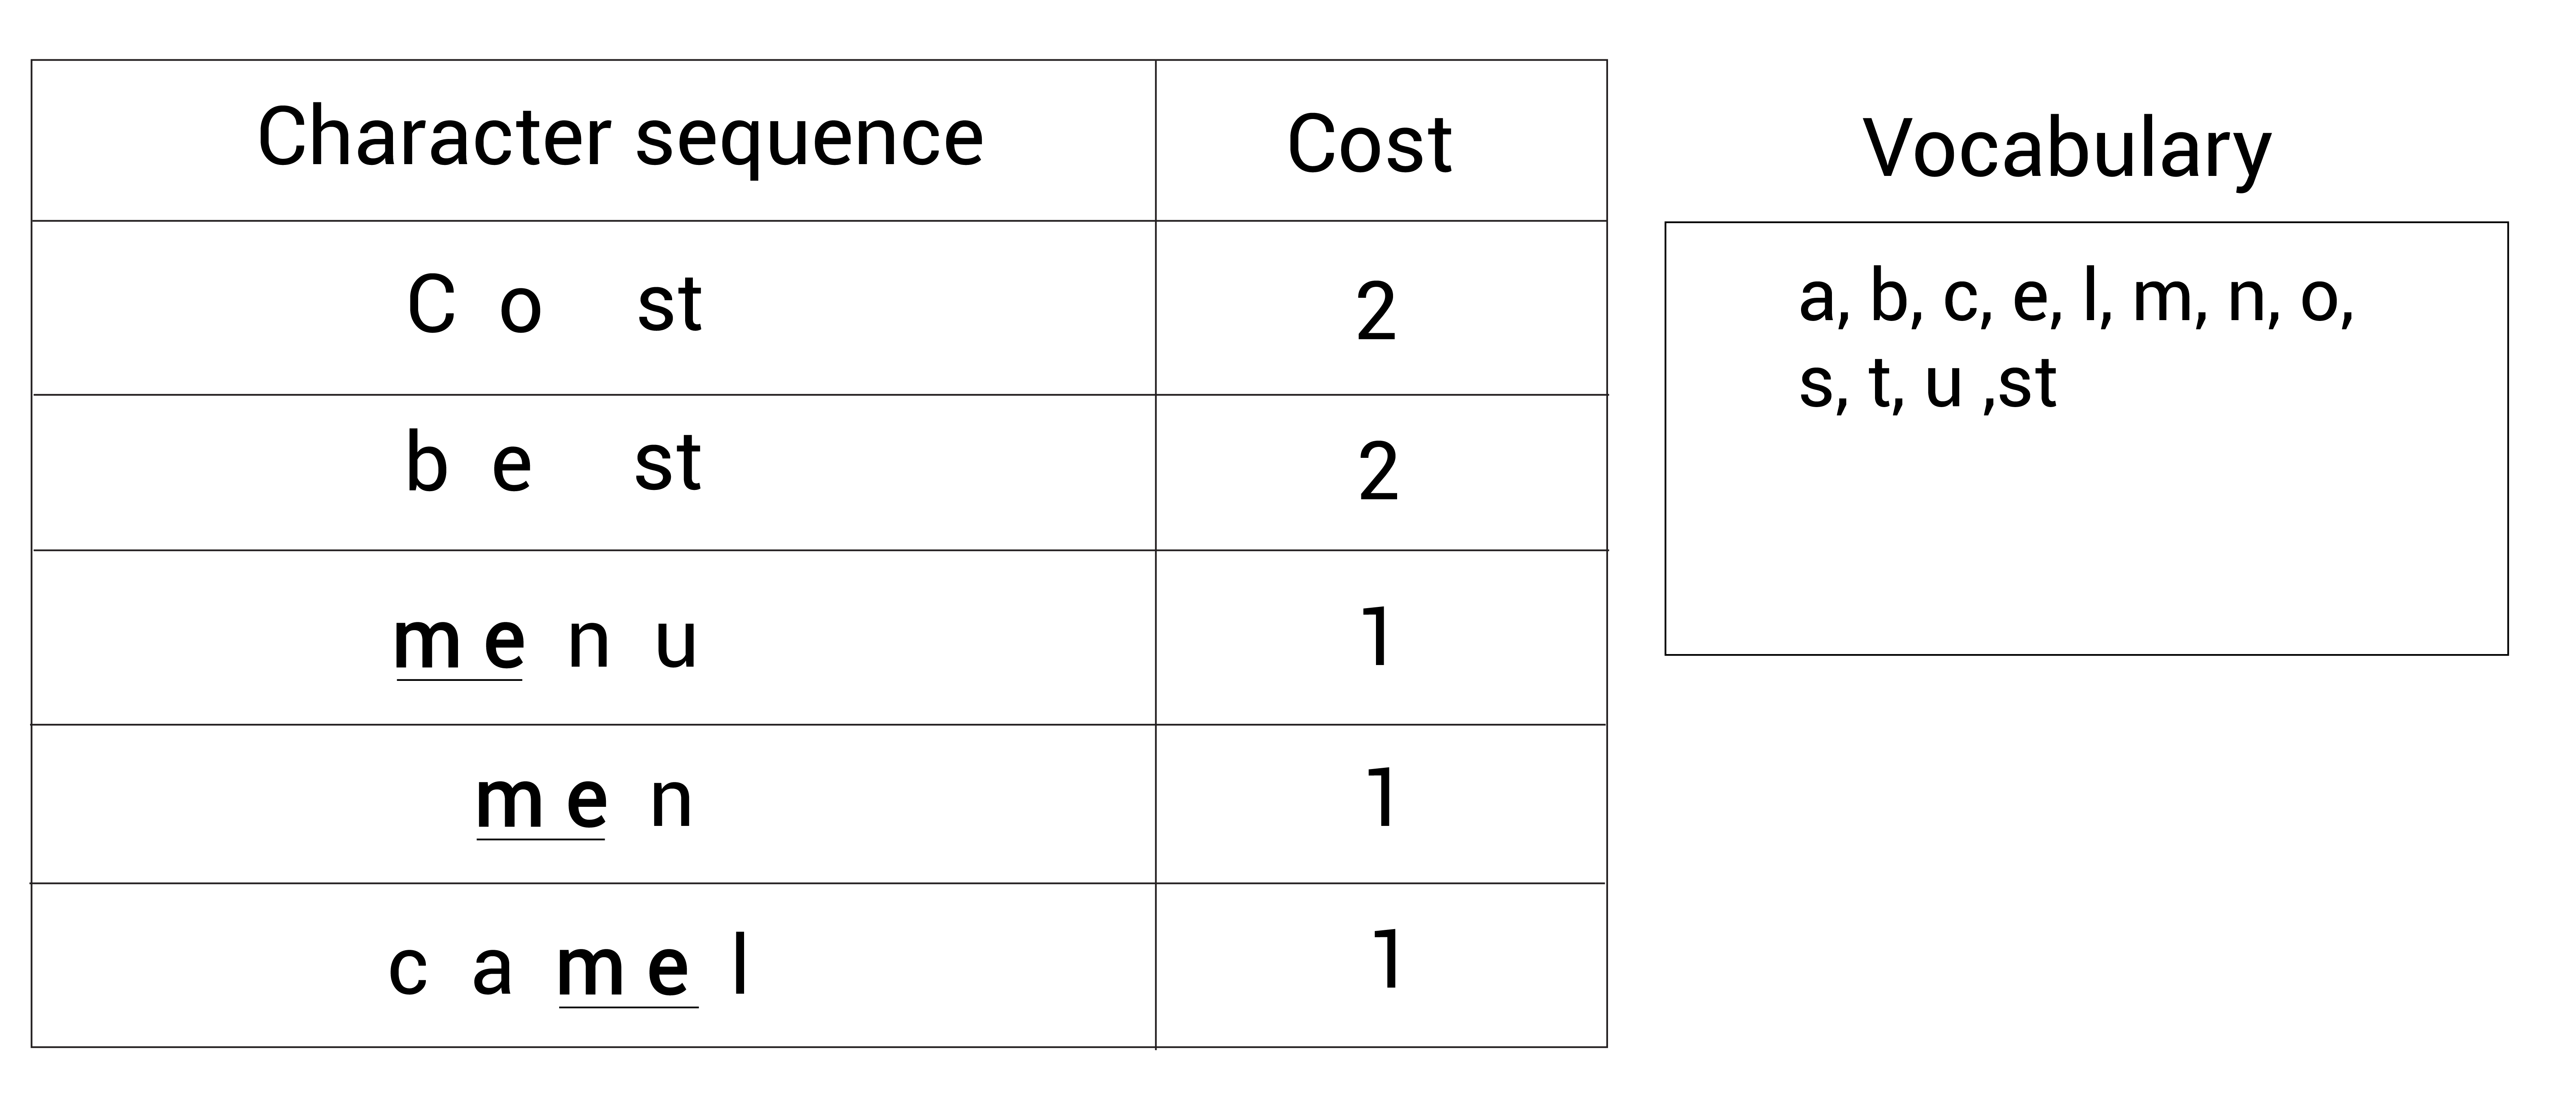 Character sequence Cost
C o st 2
b e st 2
m e n u 1
m e n 1
c a m e l 1
Vocabulary
a, b, c, e, l, m, n, o,
s, t, u ,st